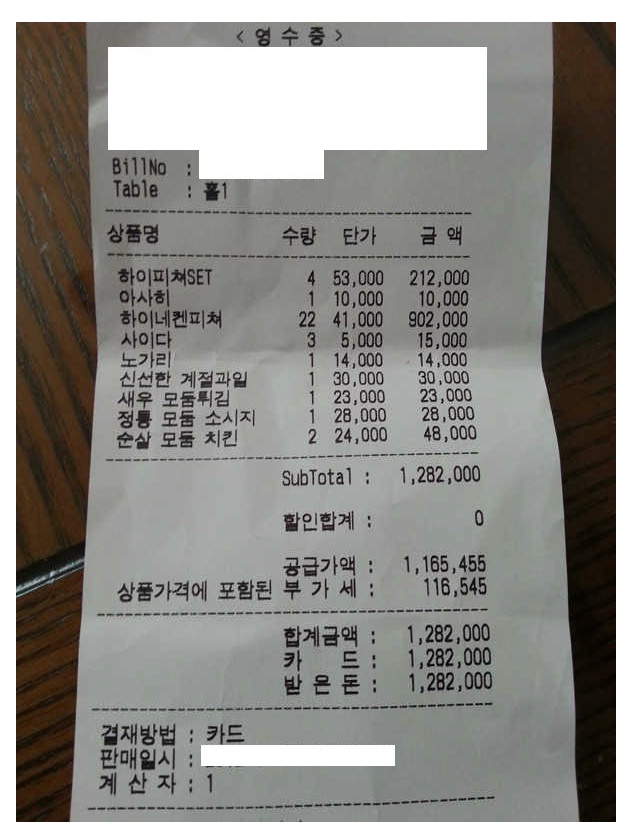 <영수증>
BillNo :
Table : 홀1
상품명 수량 단가 금 액
하이피쳐SET 4 53,000 212,000
아사히 1 10,000 10,000
하이네켄피쳐 22 41,000 902,000
사이다 3 5,000 15,000
노가리 1 14,000 14,000
신선한 계절과일 1 30,000 30,000
새우 모둠튀김 1 23,000 23,000
정통 모둠 소시지 1 28,000 28,000
순살 모둠 치킨 2 24,000 48,000
SubTotal : 1,282,000
할인합계 : 0
공급가액 : 1,165,455
상품가격에 포함된 부 가 세 : 116,545
합계금액 : 1,282,000
카 드 : 1,282,000
받 은 돈 : 1,282,000
결재방법 : 카드
판매일시 :
계 산 자 : 1